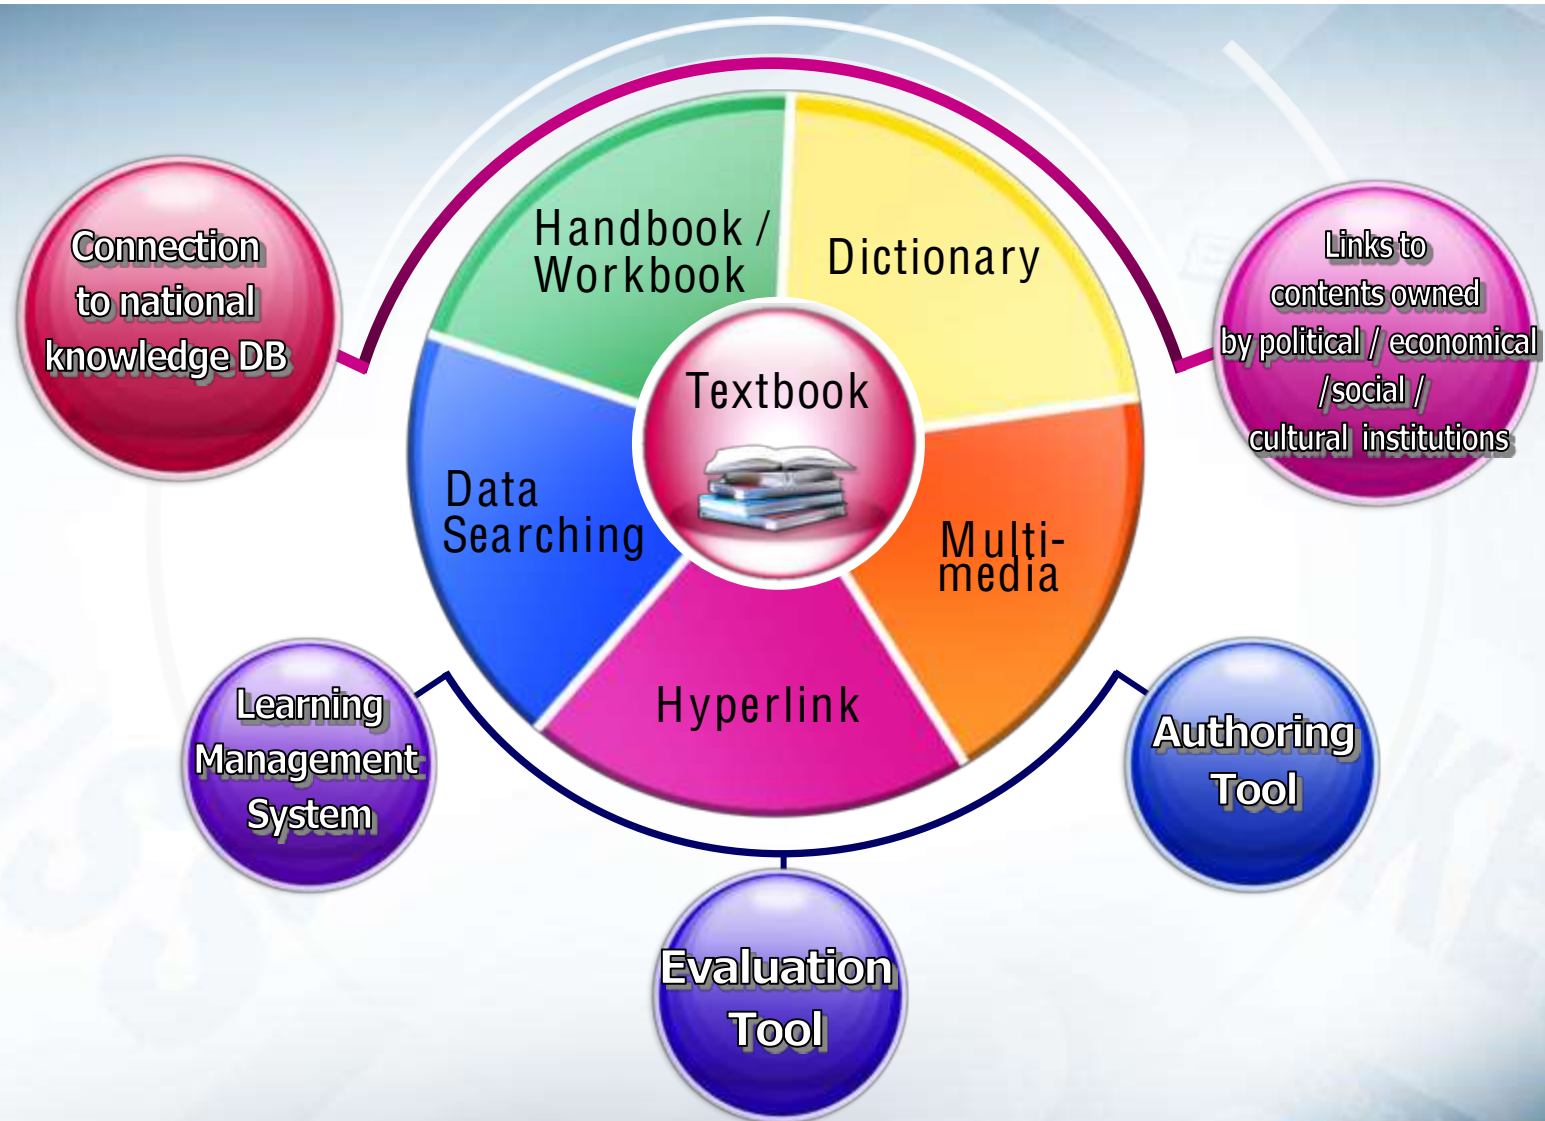 Handbook /
Workbook
Dictionary
Connection
to national
knowledge DB
Links to
contents owned
by political / economical
/social /
cultural institutions
Textbook
Data
Searching
Multi-
media
Hyperlink
Learning
Management
System
Authoring
Tool
Evaluation
Tool